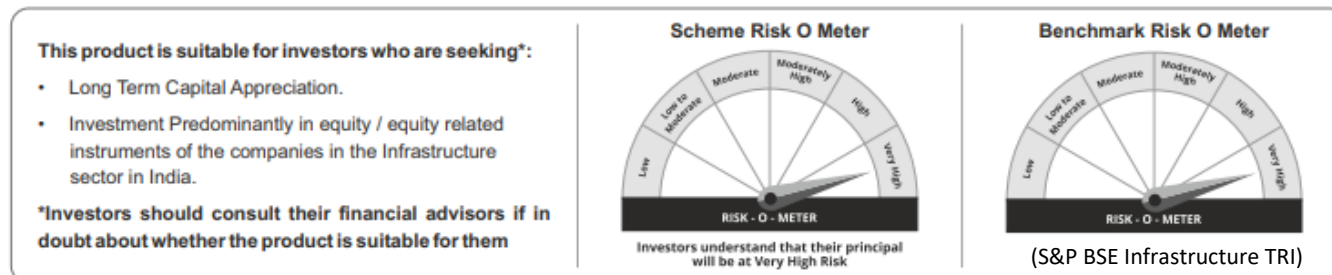 This product is suitable for investors who are seeking*:
• Long Term Capital Appreciation.
• Investment Predominantly in equity / equity related
instruments of the companies in the Infrastructure
sector in India.
*Investors should consult their financial advisors if in
doubt about whether the product is suitable for them
Scheme Risk O Meter
Low
Low to
Moderate
Moderate
Moderately
High
High
Very High
RISK - O - METER
Investors understand that their principal
will be at Very High Risk
Benchmark Risk O Meter
Low
Low to
Moderate
Moderate
Moderately
High
High
Very High
RISK - O - METER
(S&P BSE Infrastructure TRI)